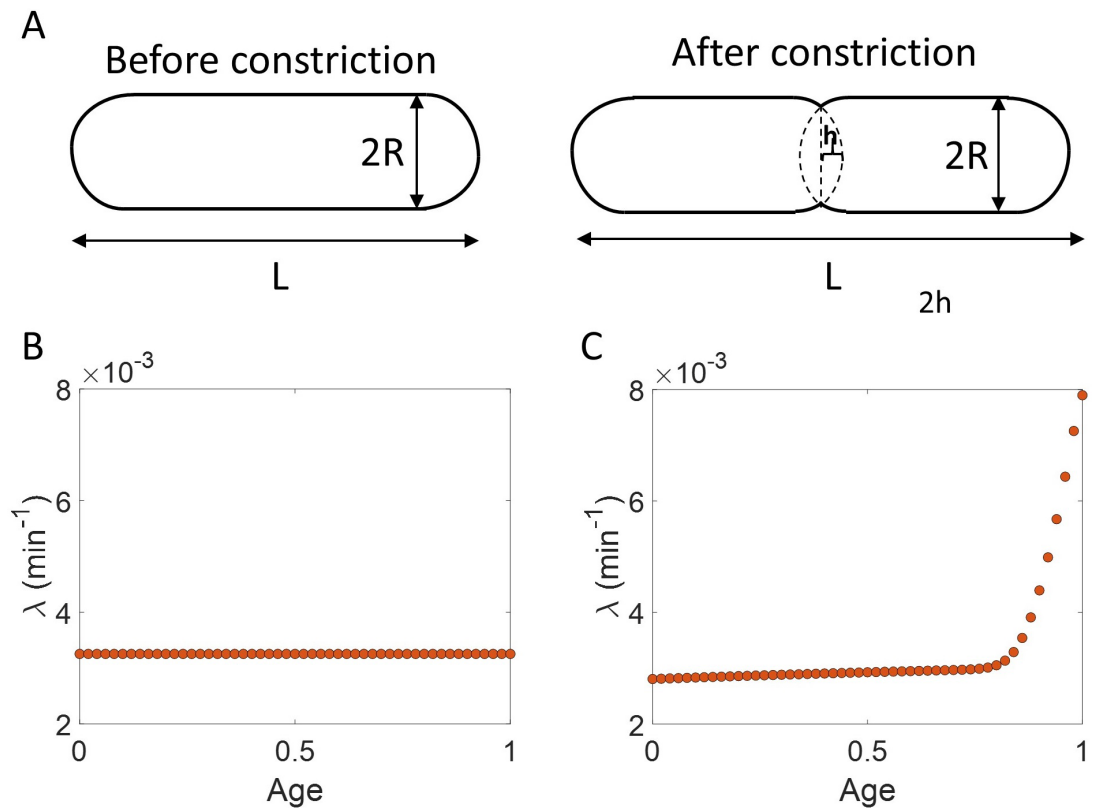 A
Before constriction
After constriction
2R
h
2R
L
L
2h
B
C
×10-3
×10-3
8
6
4
2
λ (min-1)
0
0.5
1
Age
8
6
4
2
λ (min-1)
0
0.5
1
Age